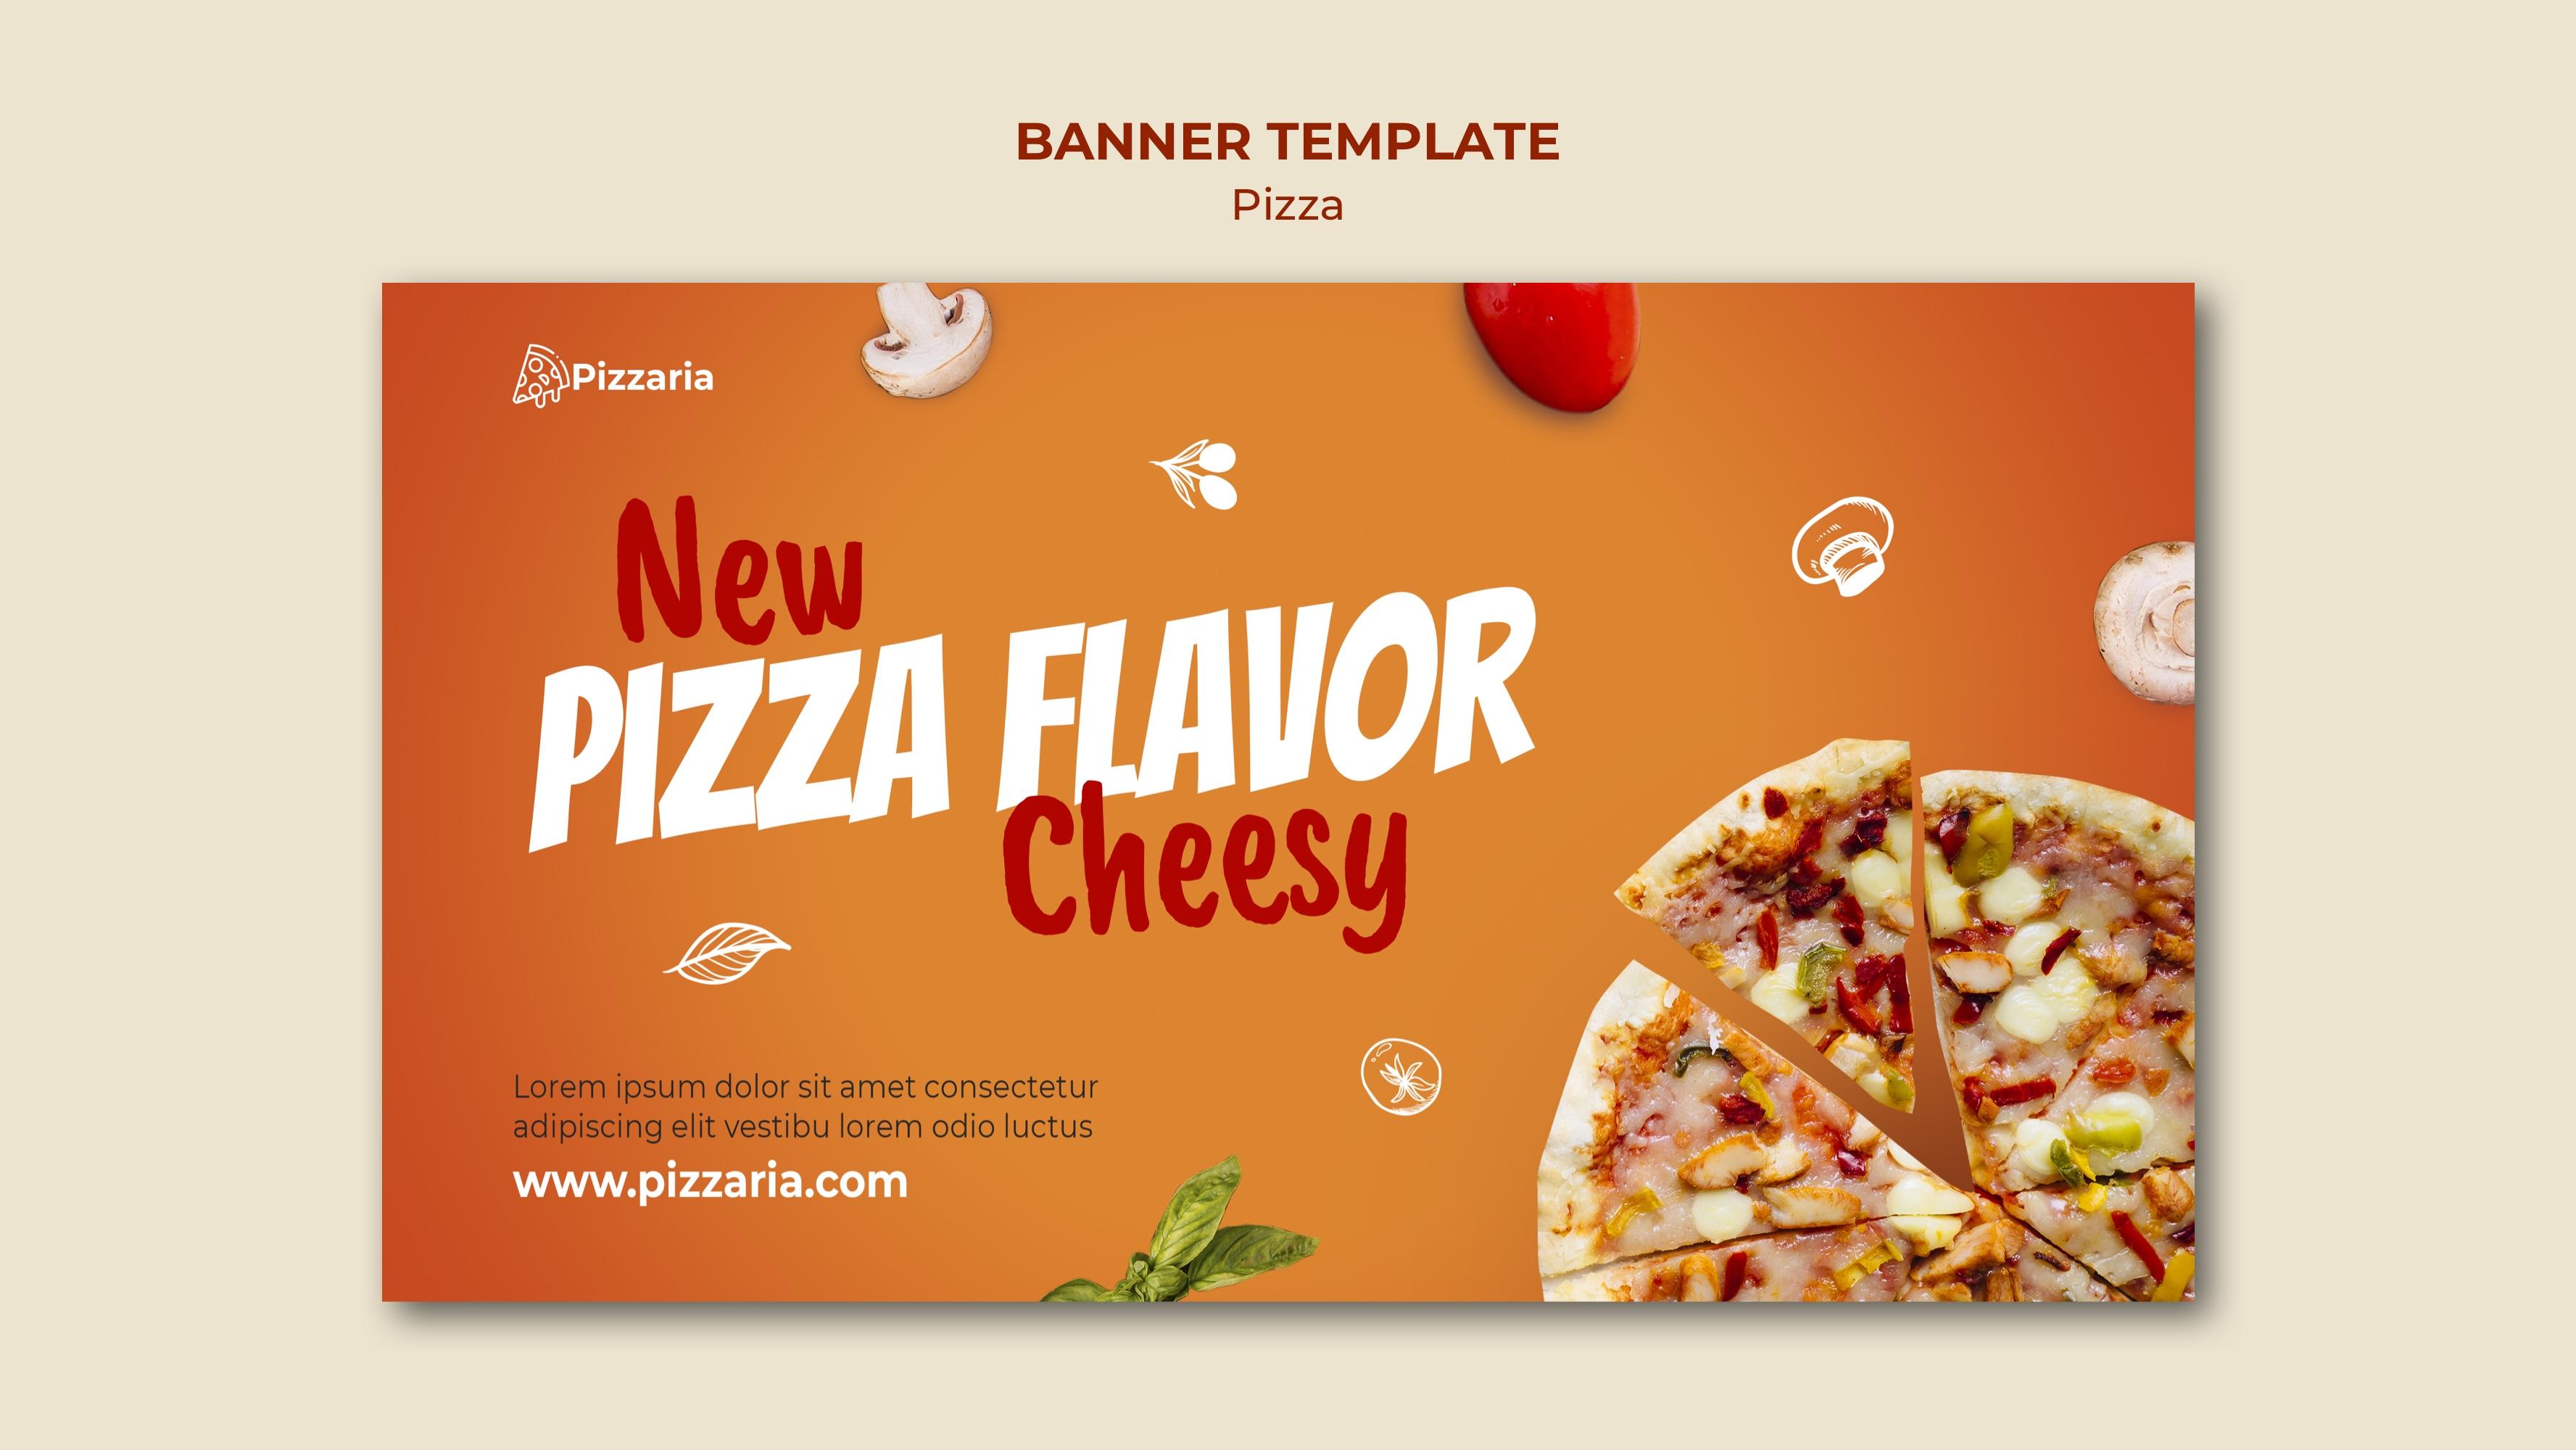 BANNER TEMPLATE
Pizza
Pizzaria
New
PIZZA FLAVOR
Cheesy
Lorem ipsum dolor sit amet consectetur
adipiscing elit vestibu lorem odio luctus
www.pizzaria.com